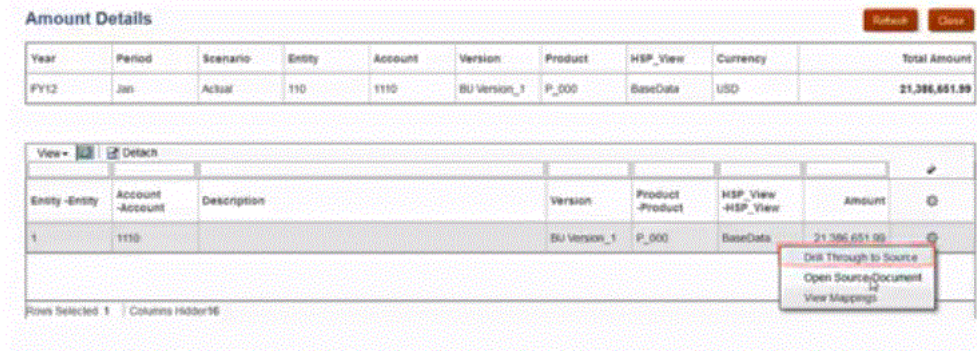 Amount Details
Refresh Close
Year Period Scenario Entity Account Version Product HSP_View Currency Total Amount
FY12 Jan Actual 110 1110 BU Version_1 P_000 BaseData USD 21,386,651.99
View Detach
Entity -Entity Account -Account Description Version Product -Product HSP_View -HSP_View Amount
1 1110 BU Version_1 P_000 BaseData 21,386,651.99
Drill Through to Source
Open Source Document
View Mappings
Rows Selected 1 Columns Hidder16